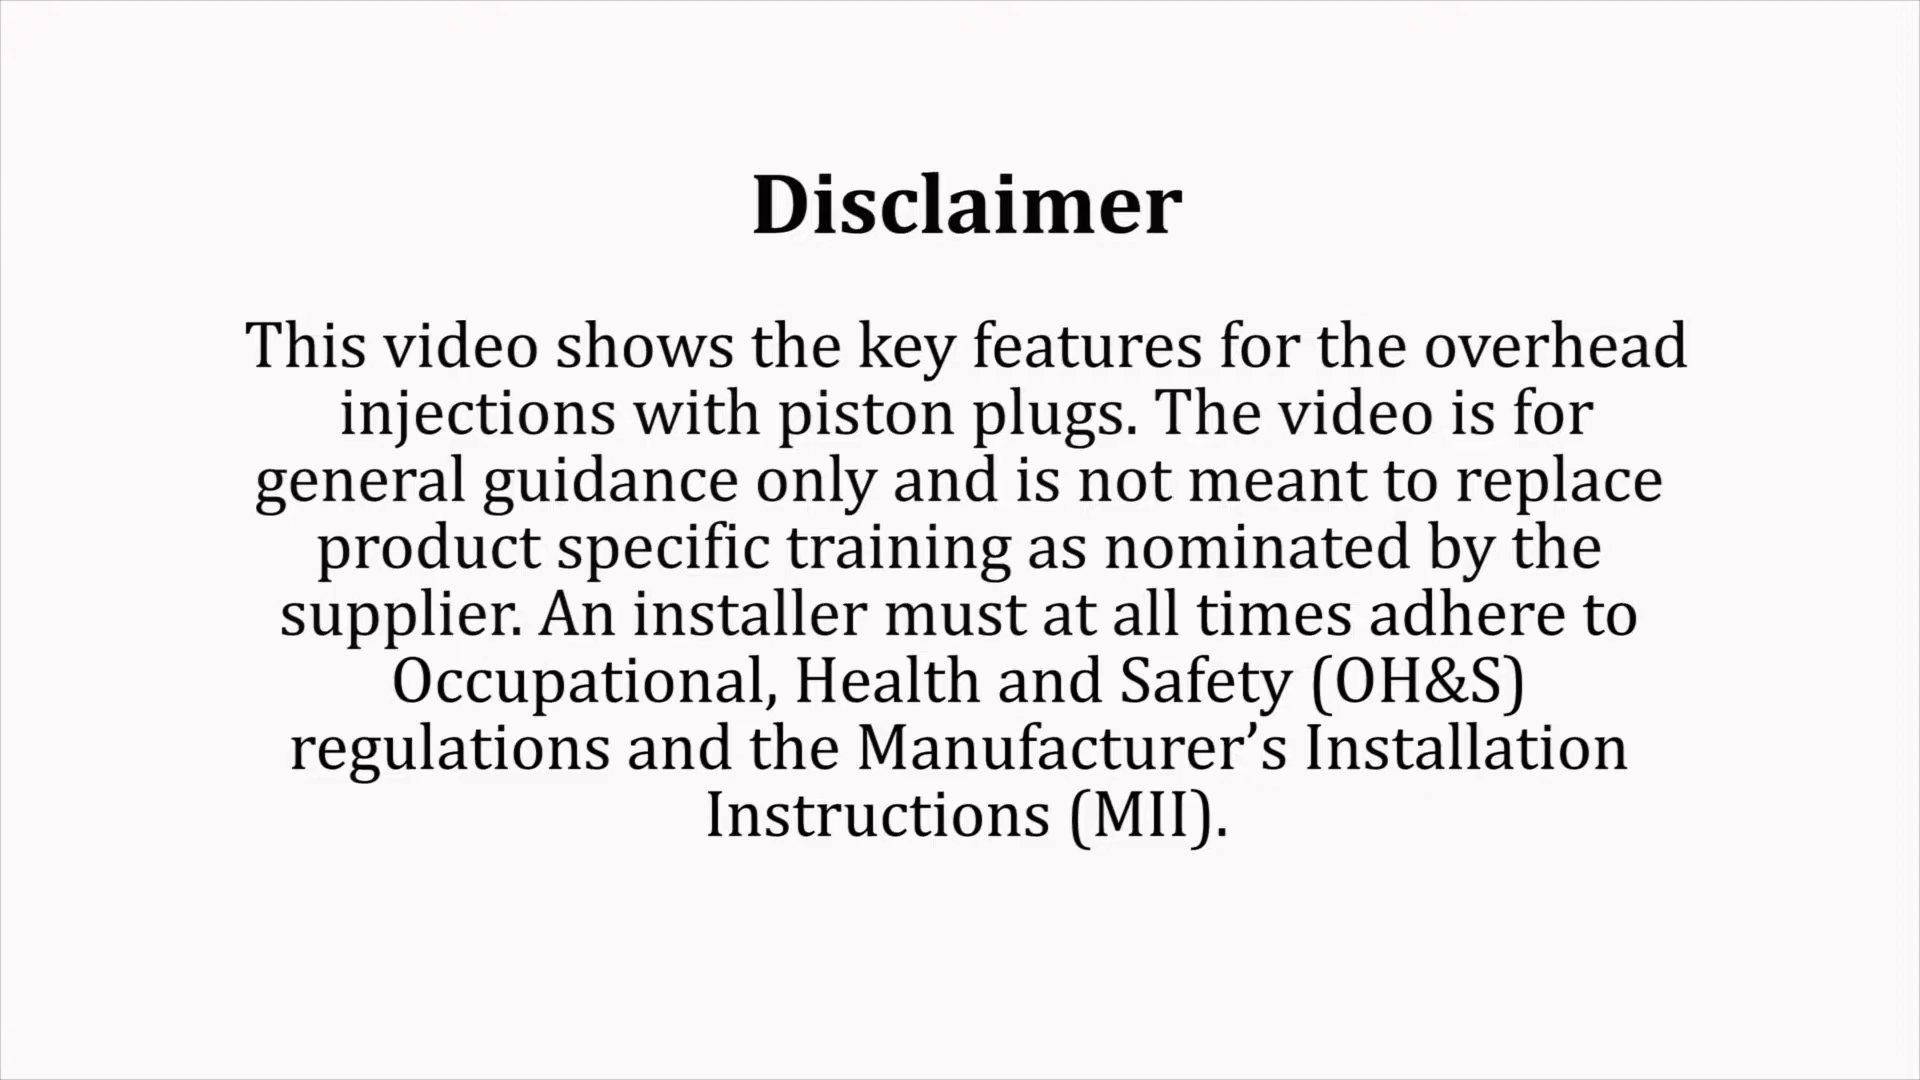 Disclaimer
This video shows the key features for the overhead
injections with piston plugs. The video is for
general guidance only and is not meant to replace
product specific training as nominated by the
supplier. An installer must at all times adhere to
Occupational, Health and Safety (OH&S)
regulations and the Manufacturer’s Installation
Instructions (MII).